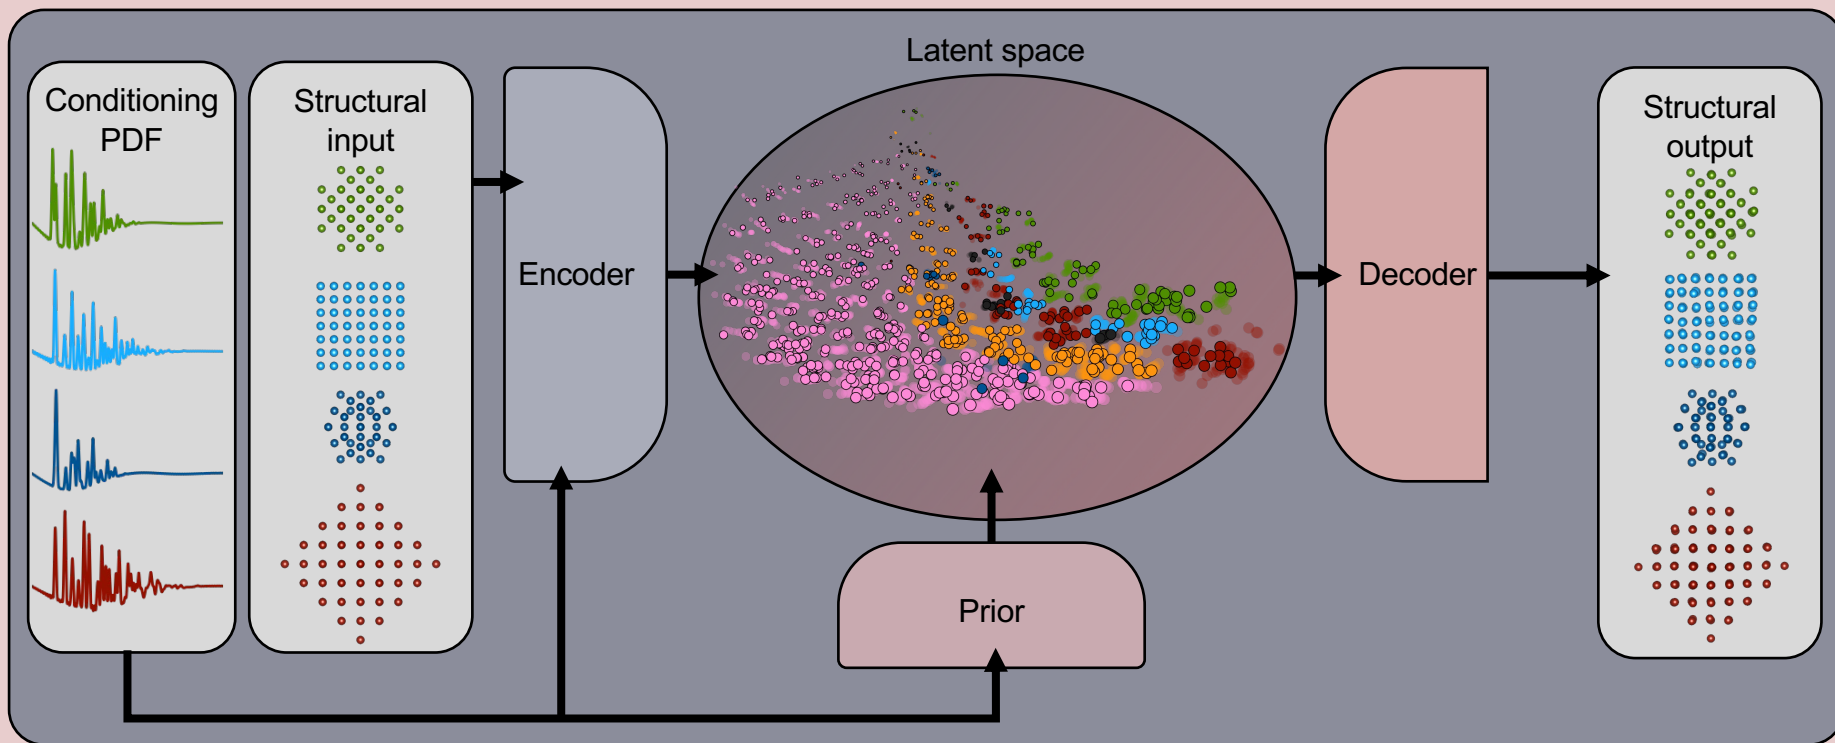 Latent space
Conditioning
PDF
Structural
input
Encoder
Decoder
Structural
output
Prior